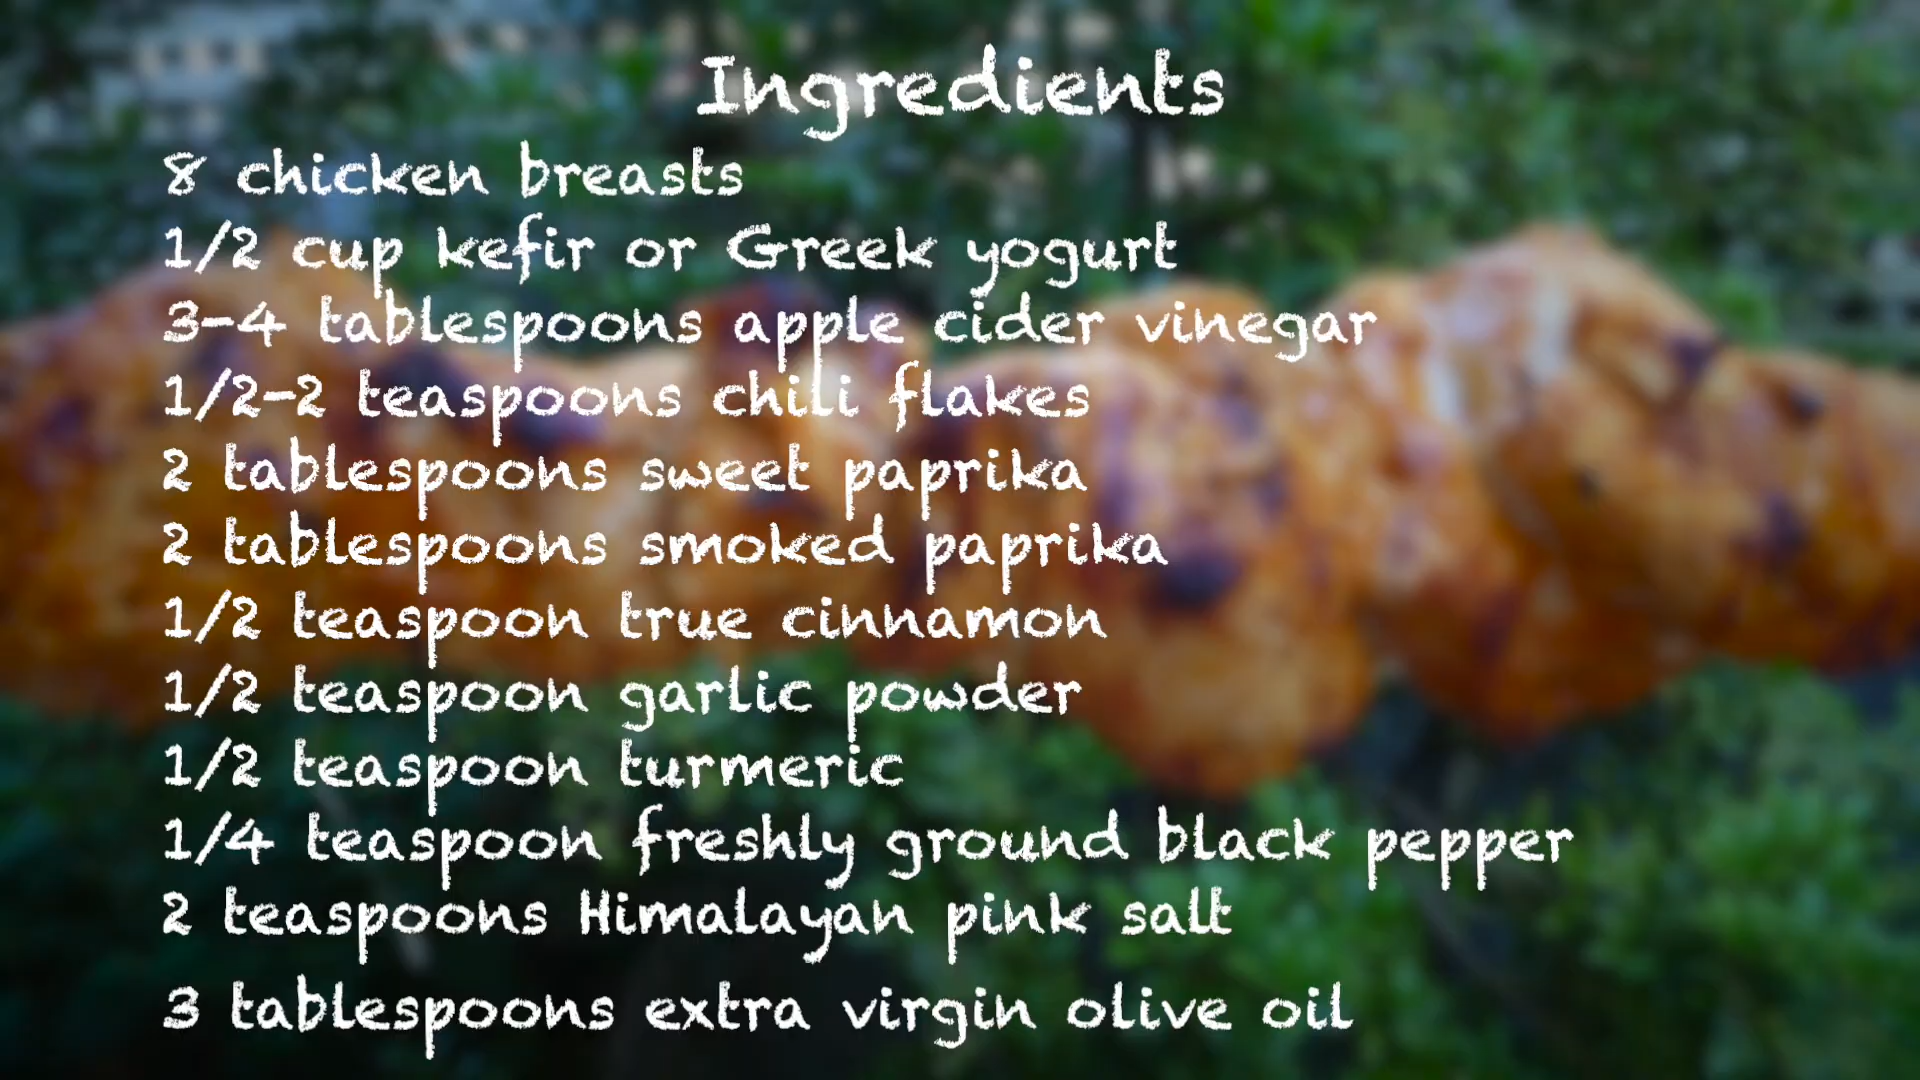 Ingredients
8 chicken breasts
1/2 cup kefir or Greek yogurt
3-4 tablespoons apple cider vinegar
1/2-2 teaspoons chili flakes
2 tablespoons sweet paprika
2 tablespoons smoked paprika
1/2 teaspoon true cinnamon
1/2 teaspoon garlic powder
1/2 teaspoon turmeric
1/4 teaspoon freshly ground black pepper
2 teaspoons Himalayan pink salt
3 tablespoons extra virgin olive oil